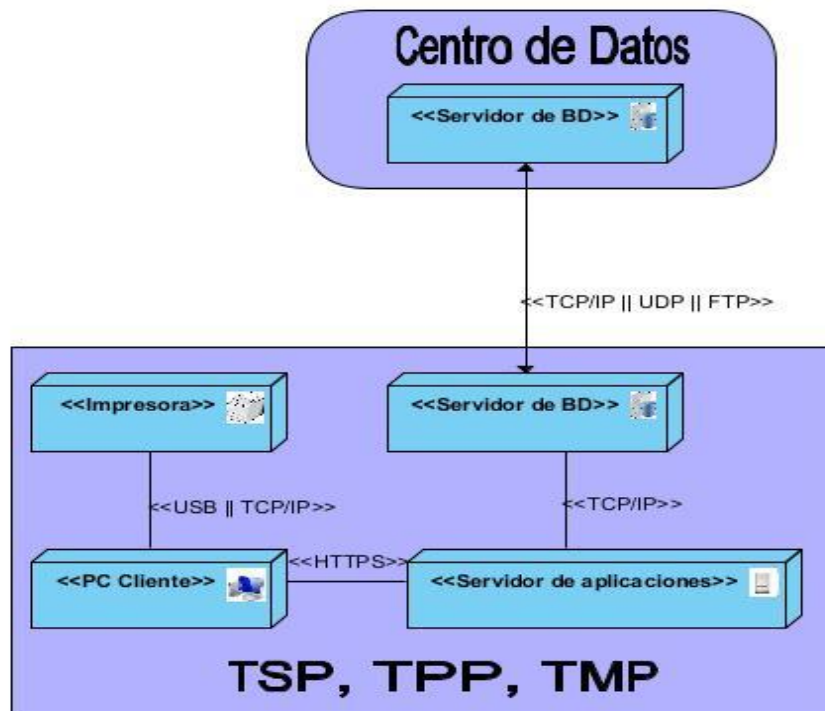 Centro de Datos
<<Servidor de BD>>
<<TCP/IP || UDP || FTP>>
<<Impresora>>
<<Servidor de BD>>
<<USB || TCP/IP>>
<<TCP/IP>>
<<HTTPS>>
<<PC Cliente>>
<<Servidor de aplicaciones>>
TSP, TPP, TMP